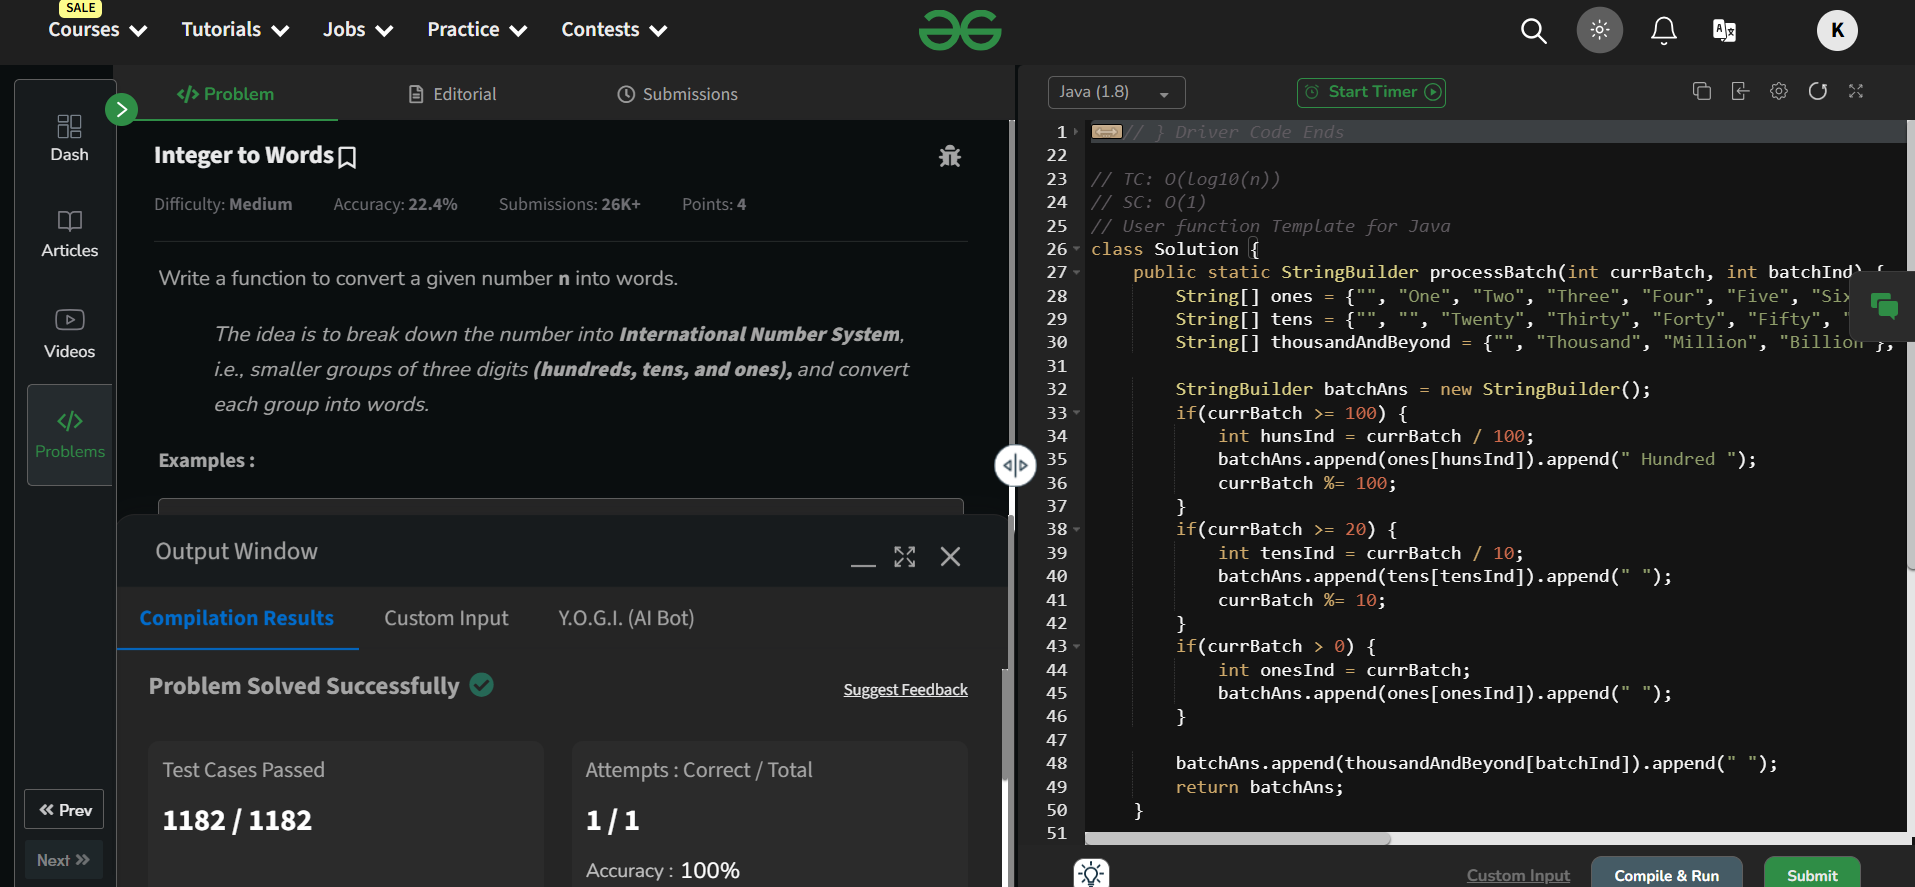 SALE
Courses Tutorials Jobs Practice Contests
K
Dash
Articles
Videos
Problems
Prev
Next
Problem Editorial Submissions
Integer to Words
Difficulty: Medium Accuracy: 22.4% Submissions: 26K+ Points: 4
Write a function to convert a given number n into words.
The idea is to break down the number into International Number System,
i.e., smaller groups of three digits (hundreds, tens, and ones), and convert
each group into words.
Examples :
Output Window
Compilation Results Custom Input Y.O.G.I. (AI Bot)
Problem Solved Successfully
Suggest Feedback
Test Cases Passed
1182 / 1182
Attempts : Correct / Total
1 / 1
Accuracy : 100%
Java (1.8) Start Timer
1 // } Driver Code Ends
22
23 // TC: O(log10(n))
24 // SC: O(1)
25 // User function Template for Java
26 class Solution {
27 public static StringBuilder processBatch(int currBatch, int batchInd) {
28 String[] ones = {"", "One", "Two", "Three", "Four", "Five", "Six
29 String[] tens = {"", "", "Twenty", "Thirty", "Forty", "Fifty", "
30 String[] thousandAndBeyond = {"", "Thousand", "Million", "Billion"};
31
32 StringBuilder batchAns = new StringBuilder();
33 if(currBatch >= 100) {
34 int hunsInd = currBatch / 100;
35 batchAns.append(ones[hunsInd]).append(" Hundred ");
36 currBatch %= 100;
37 }
38 if(currBatch >= 20) {
39 int tensInd = currBatch / 10;
40 batchAns.append(tens[tensInd]).append(" ");
41 currBatch %= 10;
42 }
43 if(currBatch > 0) {
44 int onesInd = currBatch;
45 batchAns.append(ones[onesInd]).append(" ");
46 }
47
48 batchAns.append(thousandAndBeyond[batchInd]).append(" ");
49 return batchAns;
50 }
51
Custom Input Compile & Run Submit